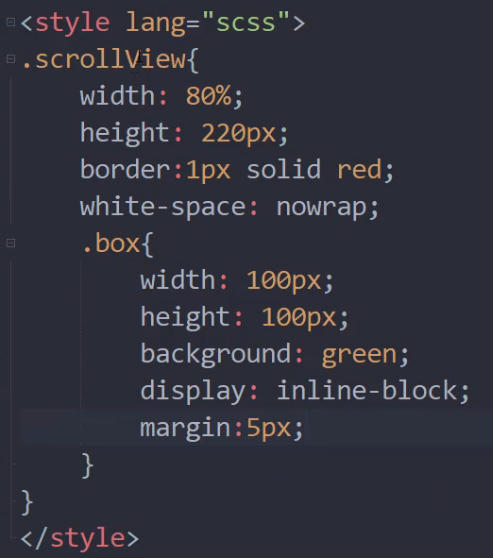 <style lang="scss">
.scrollView{
    width: 80%;
    height: 220px;
    border:1px solid red;
    white-space: nowrap;
    .box{
        width: 100px;
        height: 100px;
        background: green;
        display: inline-block;
        margin:5px;
    }
}
</style>